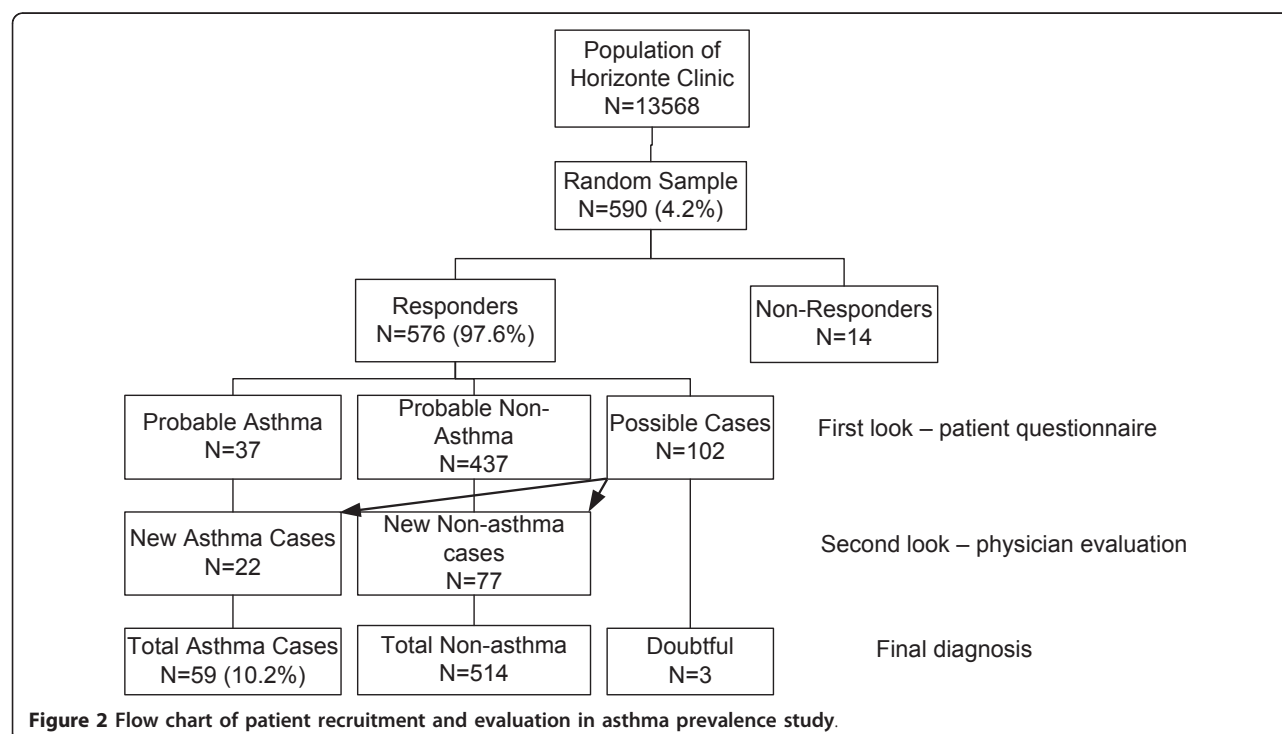 Population of
Horizonte Clinic
N=13568
Random Sample
N=590 (4.2%)
Responders
N=576 (97.6%)
Non-Responders
N=14
Probable Asthma
N=37
Probable Non-
Asthma
N=437
Possible Cases
N=102
First look – patient questionnaire
New Asthma Cases
N=22
New Non-asthma
cases
N=77
Second look – physician evaluation
Total Asthma Cases
N=59 (10.2%)
Total Non-asthma
N=514
Doubtful
N=3
Final diagnosis
Figure 2 Flow chart of patient recruitment and evaluation in asthma prevalence study.